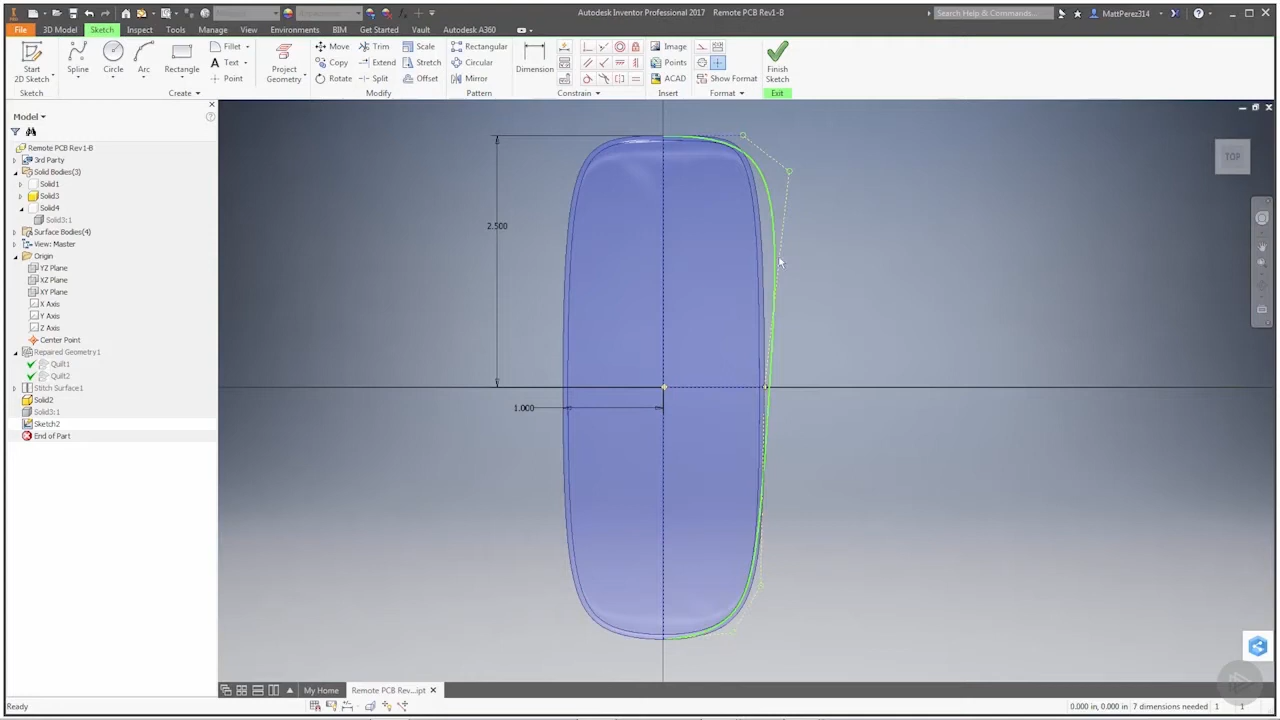 Autodesk Inventor Professional 2017 Remote PCB Rev1-B
Search Help & Commands...
MattPerez314
File 3D Model Sketch Inspect Tools Manage View Environments BIM Get Started Vault Autodesk A360
Start
2D Sketch
Spline
Circle
Arc
Rectangle
Fillet
Text
Point
Project
Geometry
Move
Copy
Rotate
Trim
Extend
Split
Scale
Stretch
Offset
Rectangular
Circular
Mirror
Dimension
Image
Points
ACAD
Show Format
Finish
Sketch
Sketch Create Modify Pattern Constrain Insert Format Exit
Model
Remote PCB Rev1-B
3rd Party
Solid Bodies(3)
Solid1
Solid3
Solid4
Solid3:1
Surface Bodies(4)
View: Master
Origin
YZ Plane
XZ Plane
XY Plane
X Axis
Y Axis
Z Axis
Center Point
Repaired Geometry1
Quilt1
Quilt2
Stitch Surface1
Solid2
Solid3:1
Sketch2
End of Part
2.500
1.000
TOP
My Home
Remote PCB Rev...ipt
Ready
0.000 in, 0.000 in 7 dimensions needed 1 1